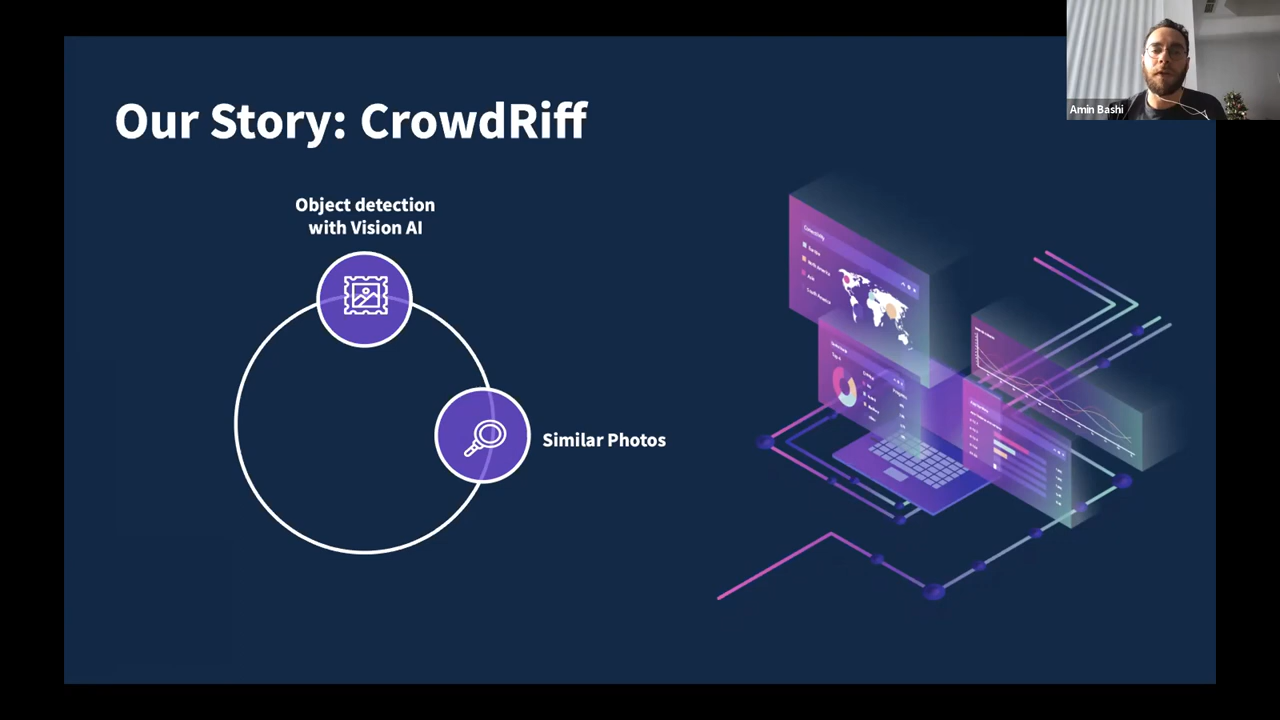 Amin Bashi
Our Story: CrowdRiff
Object detection
with Vision AI
Similar Photos